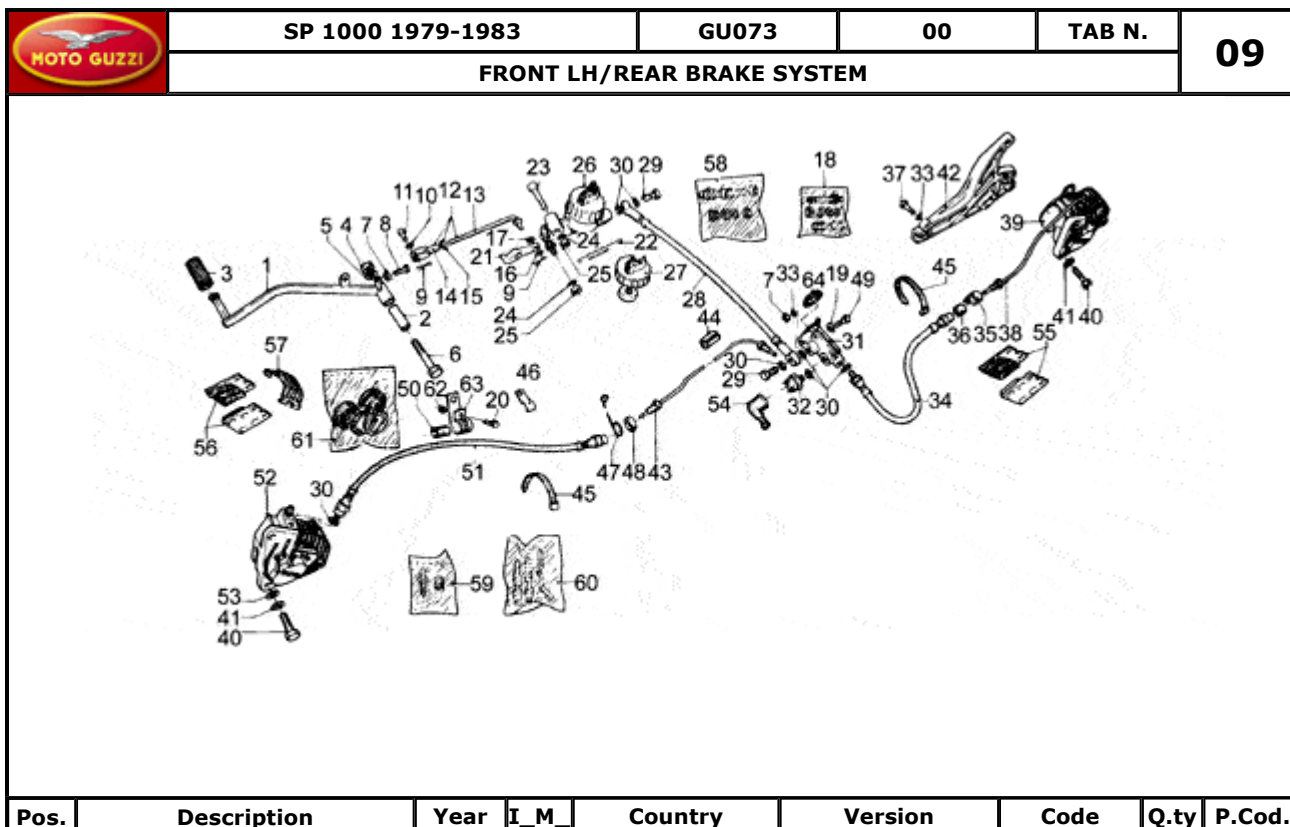 MOTO GUZZI
SP 1000 1979-1983 GU073 00 TAB N. 09
FRONT LH/REAR BRAKE SYSTEM
23 26 30 29 58 18
11 10 12 13 37 33 42
5 4 7 8 17 24 22 39
3 1 21 25 27 7 33 64 19 49 45
16
9 14 15 9 28
2 24 44 36 35 38 41 40
25 31 55
57 6 30
46 29
50 62 63 20 54 32 30 34
56 61
51 47 48 43
52 30 45
53 59 60
41
40
Pos. Description Year I_M_ Country Version Code Q.ty P.Cod.